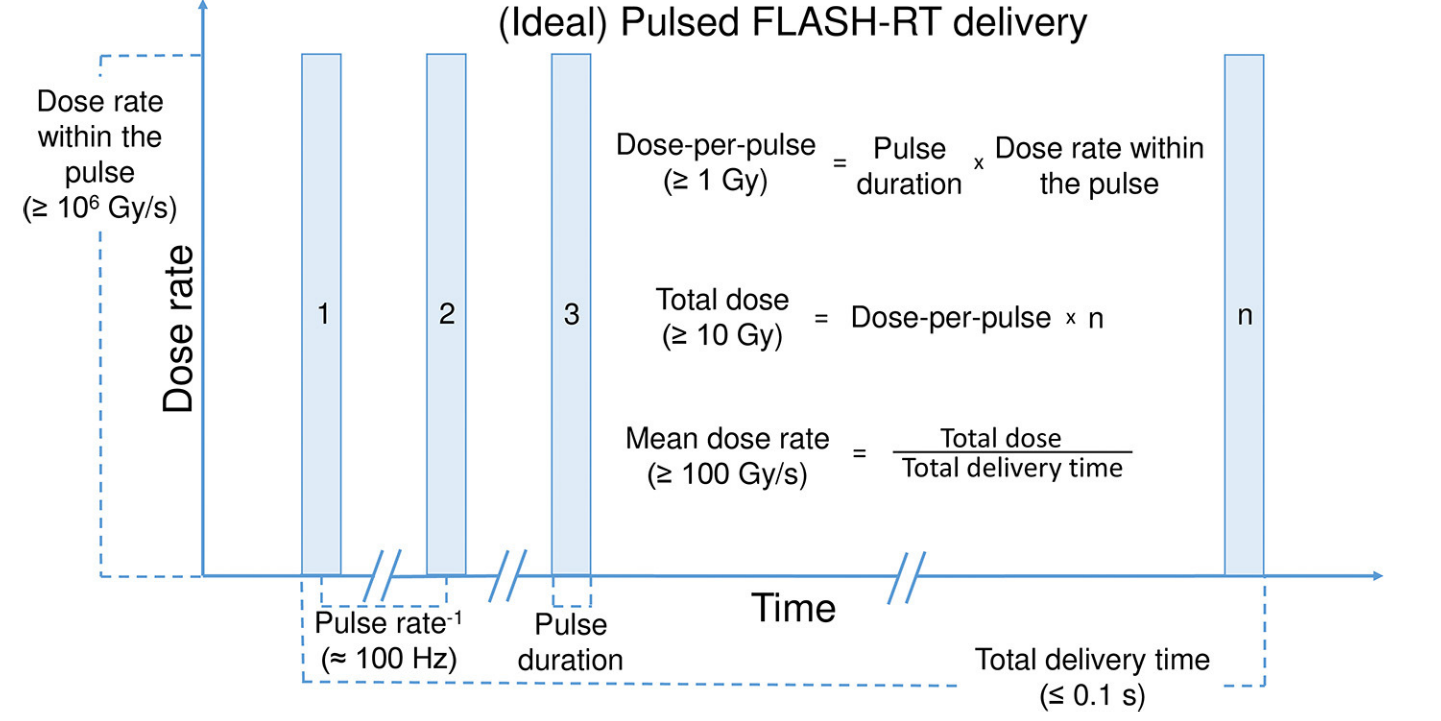 (Ideal) Pulsed FLASH-RT delivery
Dose rate
within the
pulse
(≥ 10⁶ Gy/s)
Dose rate
1
2
3
n
Dose-per-pulse
(≥ 1 Gy)
=
Pulse
duration
x
Dose rate within
the pulse
Total dose
(≥ 10 Gy)
=
Dose-per-pulse x n
Mean dose rate
(≥ 100 Gy/s)
=
Total dose
Total delivery time
Time
Pulse rate⁻¹
(≈ 100 Hz)
Pulse
duration
Total delivery time
(≤ 0.1 s)